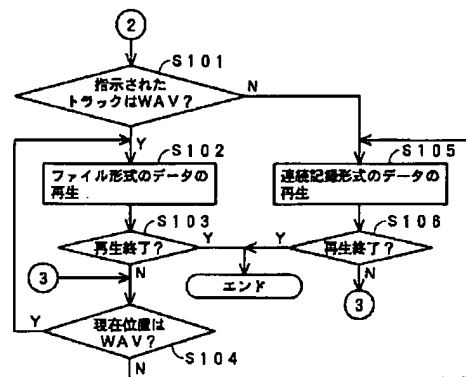 2
S101
指示された
トラックはWAV?
N
Y
S102
S105
ファイル形式のデータの
再生
連続記録形式のデータの
再生
S103
S106
再生終了?
Y
Y
再生終了?
3
N
エンド
N
3
Y
現在位置は
WAV?
S104
N